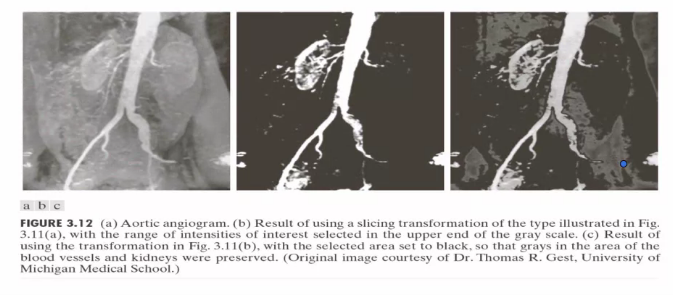 a b c
FIGURE 3.12 (a) Aortic angiogram. (b) Result of using a slicing transformation of the type illustrated in Fig.
3.11(a), with the range of intensities of interest selected in the upper end of the gray scale. (c) Result of
using the transformation in Fig. 3.11(b), with the selected area set to black, so that grays in the area of the
blood vessels and kidneys were preserved. (Original image courtesy of Dr. Thomas R. Gest, University of
Michigan Medical School.)